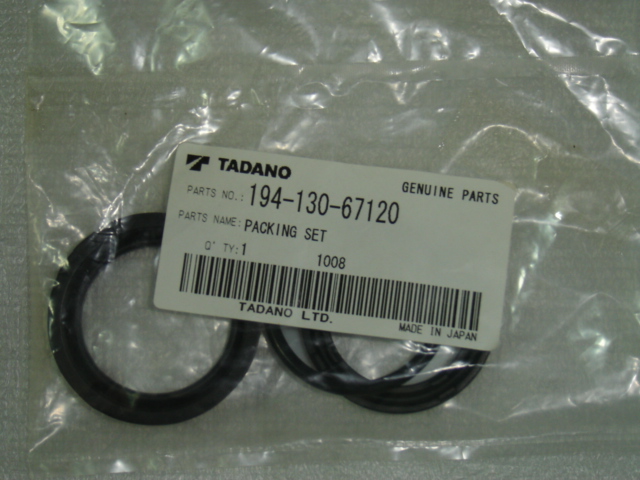 TADANO GENUINE PARTS
PARTS NO.: 194-130-67120
PARTS NAME: PACKING SET
Q' TY: 1 1008
TADANO LTD. MADE IN JAPAN